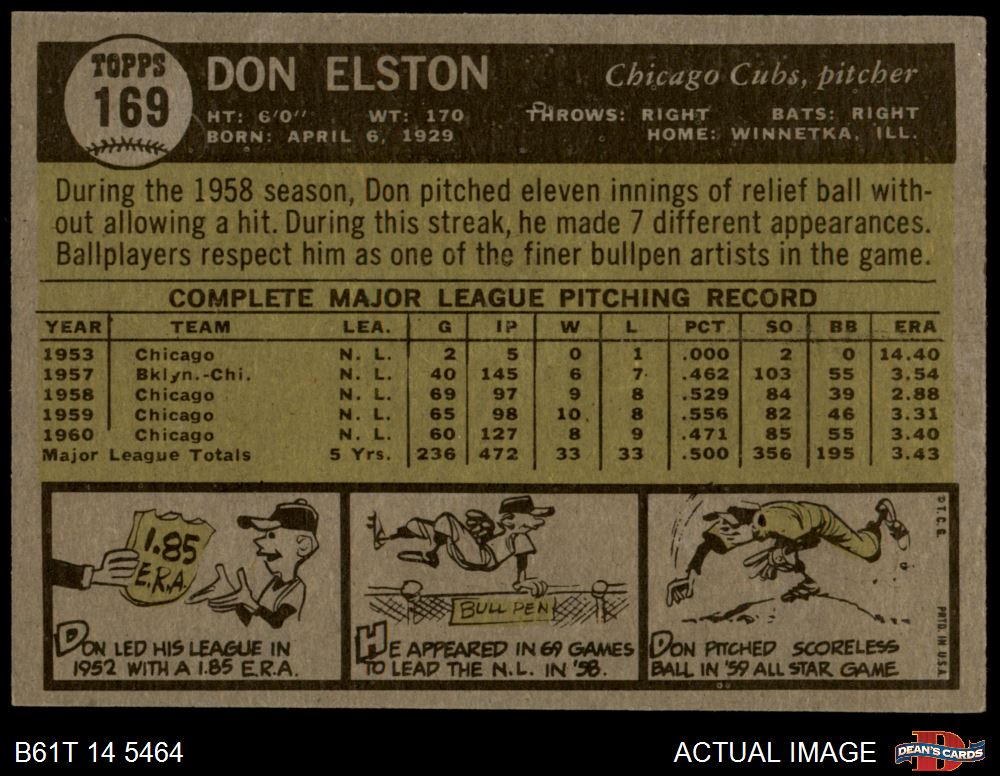 TOPPS
169
DON ELSTON
Chicago Cubs, pitcher
HT: 6'0" WT: 170 THROWS: RIGHT BATS: RIGHT
BORN: APRIL 6, 1929 HOME: WINNETKA, ILL.
During the 1958 season, Don pitched eleven innings of relief ball with-
out allowing a hit. During this streak, he made 7 different appearances.
Ballplayers respect him as one of the finer bullpen artists in the game.
COMPLETE MAJOR LEAGUE PITCHING RECORD
YEAR TEAM LEA. G IP W L PCT SO BB ERA
1953 Chicago N. L. 2 5 0 1 .000 2 0 14.40
1957 Bklyn.-Chi. N. L. 40 145 6 7 .462 103 55 3.54
1958 Chicago N. L. 69 97 9 8 .529 84 39 2.88
1959 Chicago N. L. 65 98 10 8 .556 82 46 3.31
1960 Chicago N. L. 60 127 8 9 .471 85 55 3.40
Major League Totals 5 Yrs. 236 472 33 33 .500 356 195 3.43
1.85
E.R.A.
DON LED HIS LEAGUE IN
1952 WITH A 1.85 E.R.A.
BULL PEN
HE APPEARED IN 69 GAMES
TO LEAD THE N.L. IN '58.
DON PITCHED SCORELESS
BALL IN '59 ALL STAR GAME
©T.C.G. PRTD. IN U.S.A.
B61T 14 5464
ACTUAL IMAGE
DEAN'S CARDS